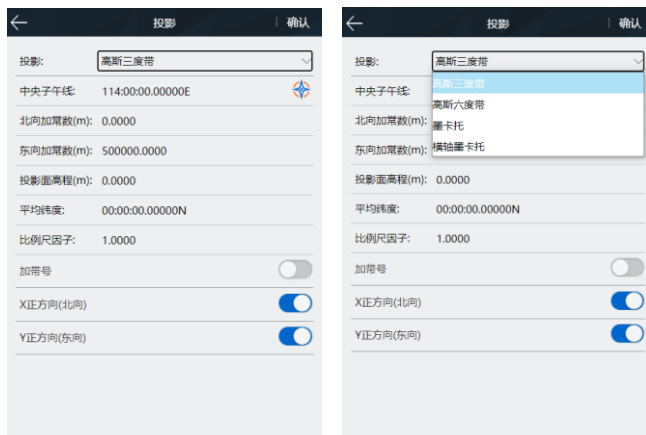 投影
确认
投影:
高斯三度带
中央子午线:
114:00:00.00000E
北向加常数(m):
0.0000
东向加常数(m):
500000.0000
投影面高程(m):
0.0000
平均纬度:
00:00:00.00000N
比例尺因子:
1.0000
加带号
X正方向(北向)
Y正方向(东向)
投影
确认
投影:
高斯三度带
中央子午线:
高斯三度带
高斯六度带
北向加常数(m):
墨卡托
东向加常数(m):
横轴墨卡托
投影面高程(m):
0.0000
平均纬度:
00:00:00.00000N
比例尺因子:
1.0000
加带号
X正方向(北向)
Y正方向(东向)